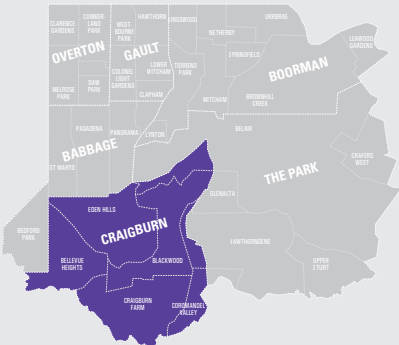 CLARENCE
GARDENS
CUMBER-
LAND
PARK
WEST-
BOURNE
PARK
HAWTHORN
KINGSWOOD
NETHERBY
URRBRAE
LEAWOOD
GARDENS
OVERTON
GAULT
SPRINGFIELD
BOORMAN
MELROSE
PARK
DAW
PARK
COLONEL
LIGHT
GARDENS
LOWER
MITCHAM
TORRENS
PARK
CLAPHAM
MITCHAM
BROWNHILL
CREEK
PASADENA
PANORAMA
LYNTON
BELAIR
BABBAGE
ST MARYS
CRAFERS
WEST
THE PARK
GLENALTA
EDEN HILLS
CRAIGBURN
BEDFORD
PARK
HAWTHORNDENE
BELLEVUE
HEIGHTS
BLACKWOOD
UPPER
STURT
CRAIGBURN
FARM
COROMANDEL
VALLEY